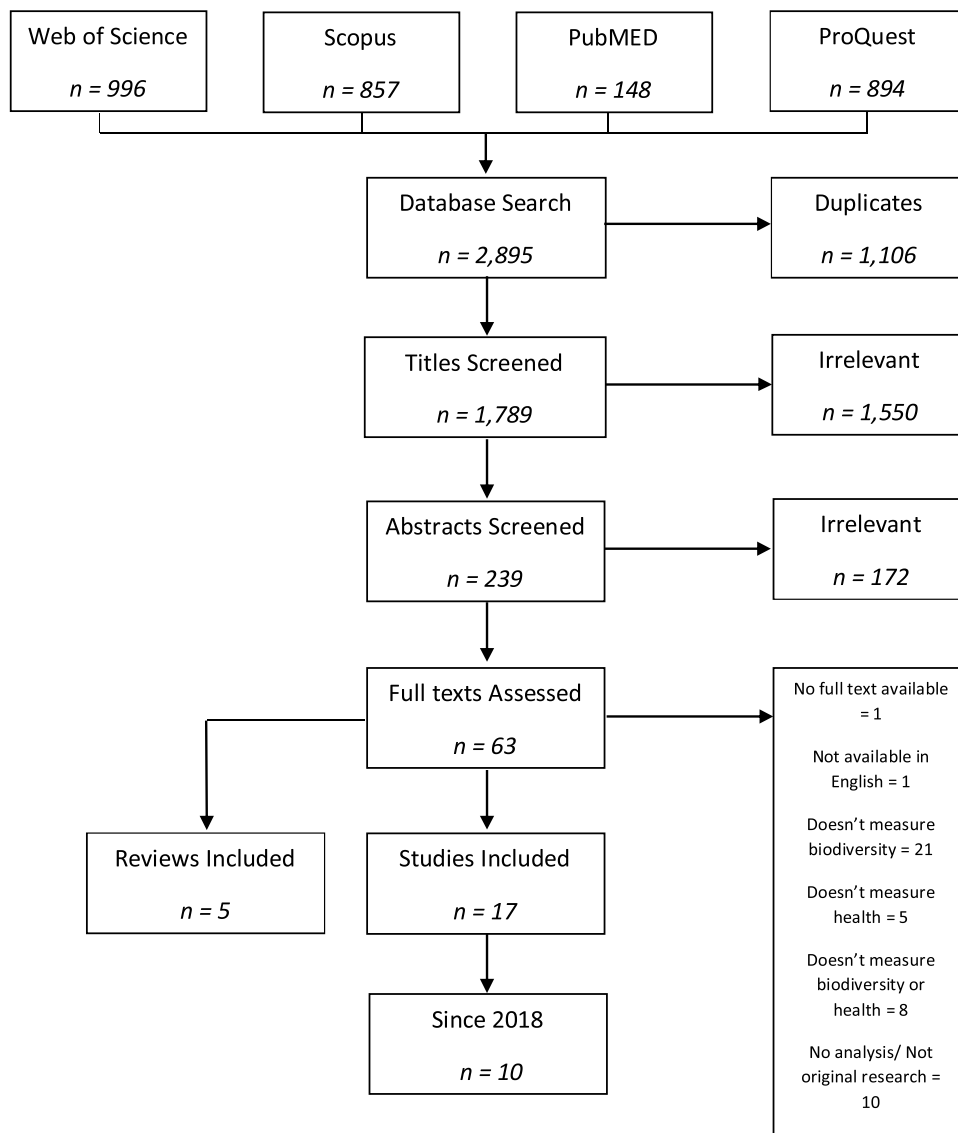 Web of Science
n = 996
Scopus
n = 857
PubMED
n = 148
ProQuest
n = 894
Database Search
n = 2,895
Duplicates
n = 1,106
Titles Screened
n = 1,789
Irrelevant
n = 1,550
Abstracts Screened
n = 239
Irrelevant
n = 172
Full texts Assessed
n = 63
No full text available
= 1
Not available in
English = 1
Doesn’t measure
biodiversity = 21
Doesn’t measure
health = 5
Doesn’t measure
biodiversity or
health = 8
No analysis/ Not
original research =
10
Reviews Included
n = 5
Studies Included
n = 17
Since 2018
n = 10